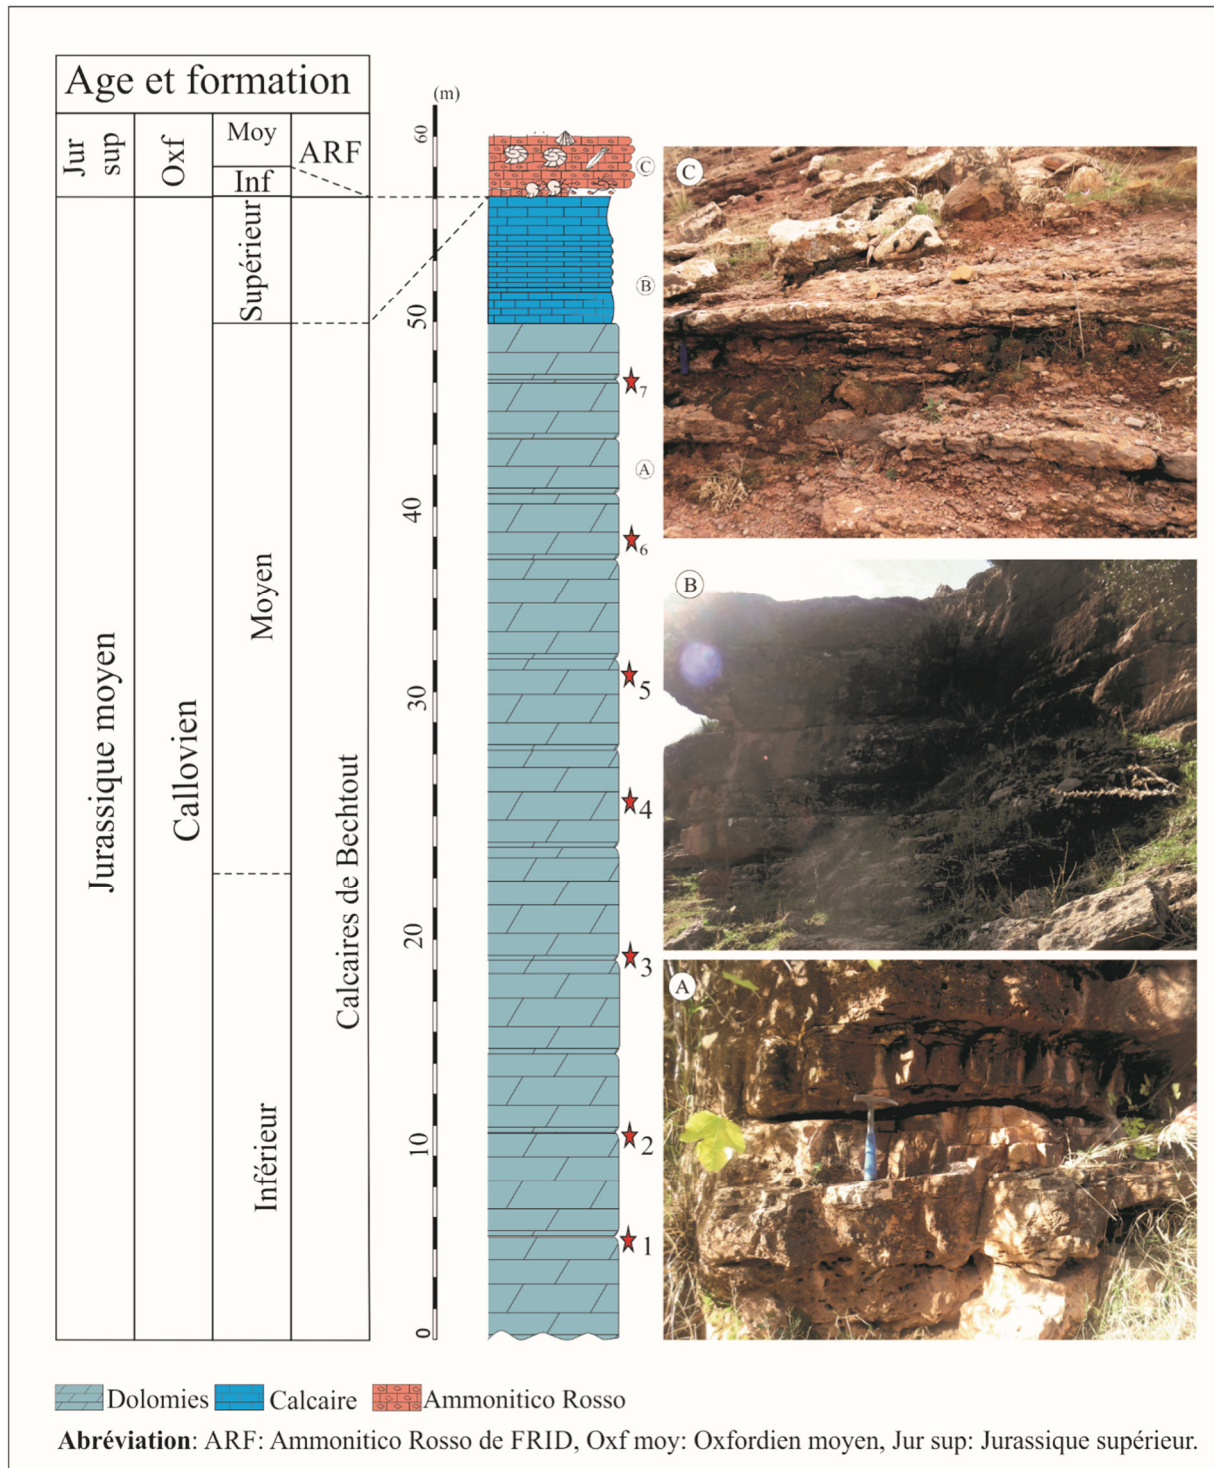 Age et formation
Jur sup
Oxf
Moy
Inf
ARF
Jurassique moyen
Callovien
Supérieur
Moyen
Inférieur
Calcaires de Bechtout
(m)
60
50
40
30
20
10
0
C
B
A
7
6
5
4
3
2
1
C
B
A
Dolomies
Calcaire
Ammonitico Rosso
Abréviation: ARF: Ammonitico Rosso de FRID, Oxf moy: Oxfordien moyen, Jur sup: Jurassique supérieur.